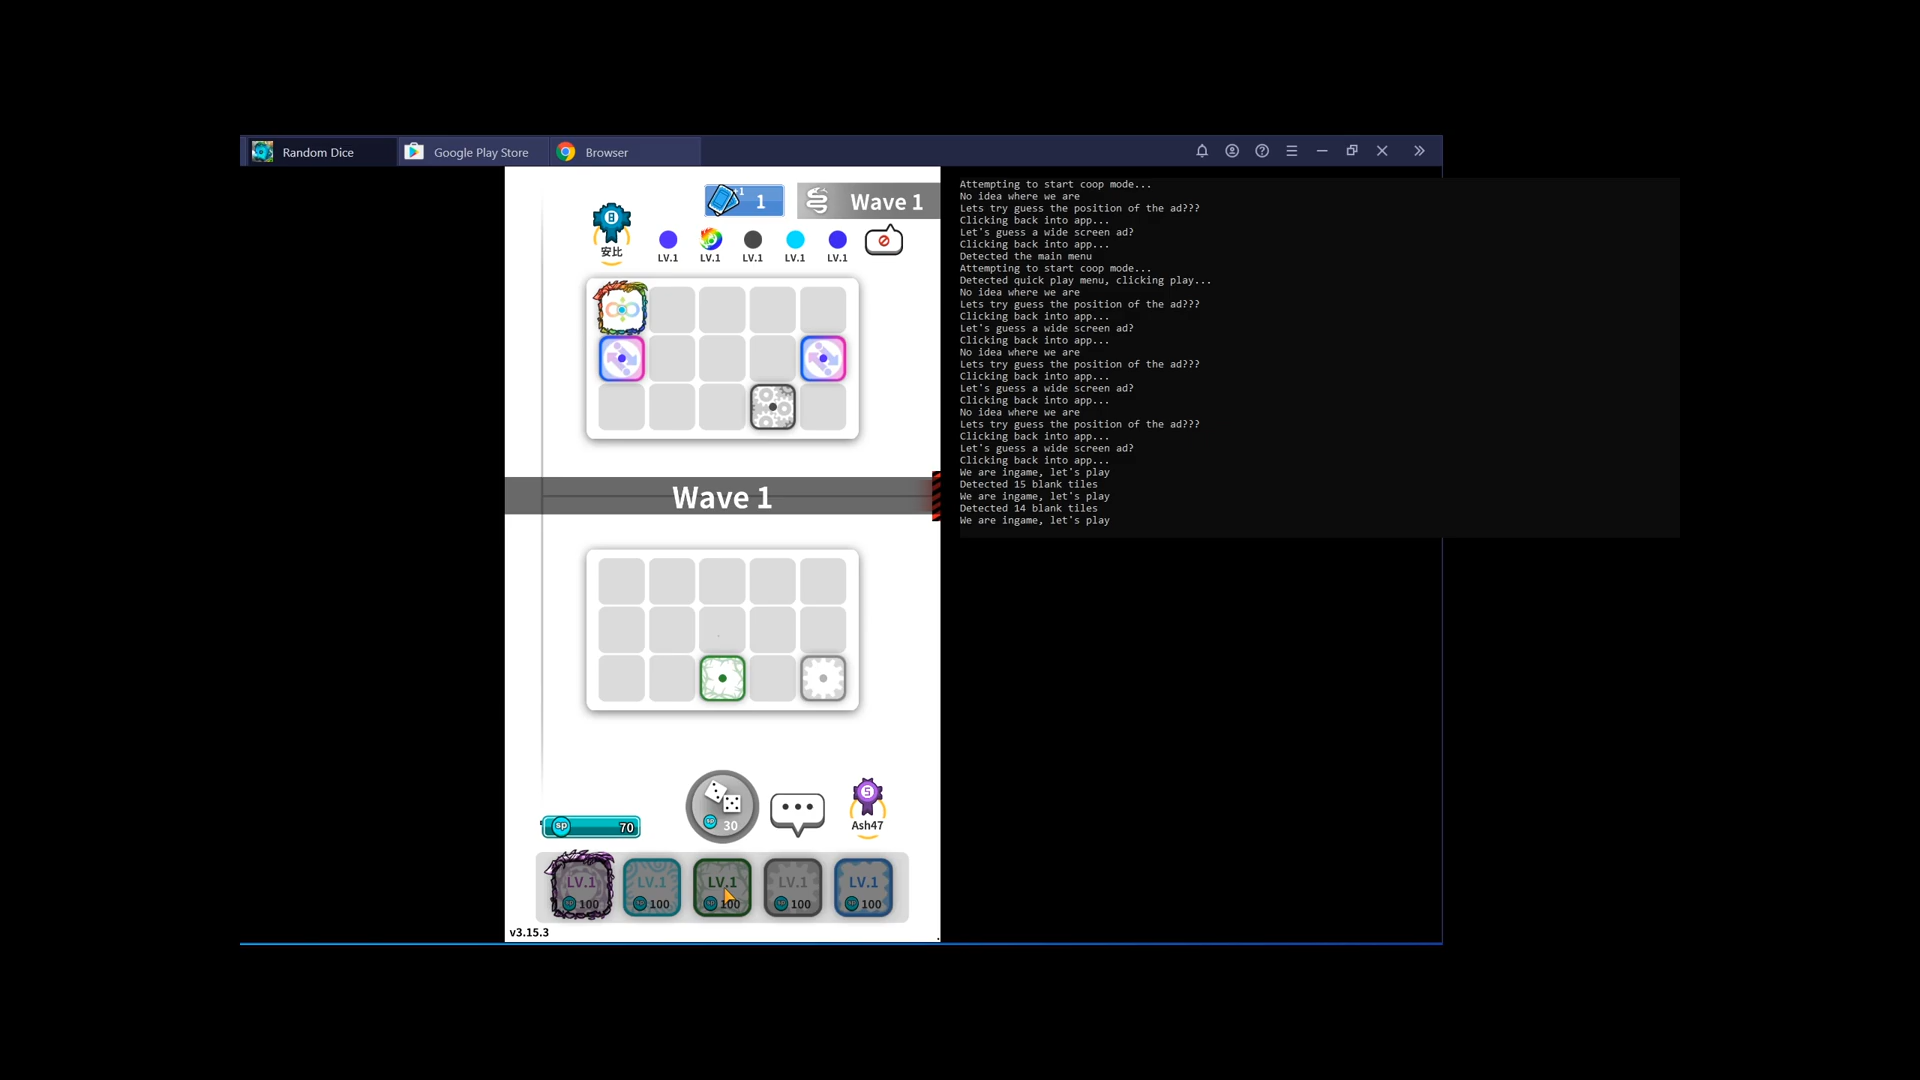 Random Dice
Google Play Store
Browser
+1
1
Wave 1
8
安比
LV.1
LV.1
LV.1
LV.1
LV.1
Wave 1
sp
70
sp
30
5
Ash47
LV.1
sp 100
LV.1
sp 100
LV.1
sp 100
LV.1
sp 100
LV.1
sp 100
v3.15.3
Attempting to start coop mode...
No idea where we are
Lets try guess the position of the ad???
Clicking back into app...
Let's guess a wide screen ad?
Clicking back into app...
Detected the main menu
Attempting to start coop mode...
Detected quick play menu, clicking play...
No idea where we are
Lets try guess the position of the ad???
Clicking back into app...
Let's guess a wide screen ad?
Clicking back into app...
No idea where we are
Lets try guess the position of the ad???
Clicking back into app...
Let's guess a wide screen ad?
Clicking back into app...
No idea where we are
Lets try guess the position of the ad???
Clicking back into app...
Let's guess a wide screen ad?
Clicking back into app...
We are ingame, let's play
Detected 15 blank tiles
We are ingame, let's play
Detected 14 blank tiles
We are ingame, let's play